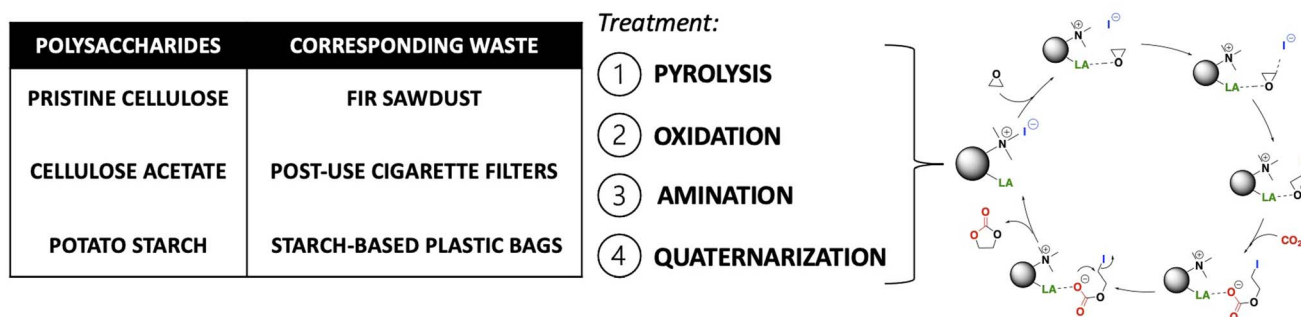 POLYSACCHARIDES CORRESPONDING WASTE
PRISTINE CELLULOSE FIR SAWDUST
CELLULOSE ACETATE POST-USE CIGARETTE FILTERS
POTATO STARCH STARCH-BASED PLASTIC BAGS
Treatment:
1 PYROLYSIS
2 OXIDATION
3 AMINATION
4 QUATERNARIZATION
N⊕ I⊖
LA O
N⊕ I⊖
LA O
O
N⊕ I⊖
LA
N⊕
LA
CO2
N⊕ I
LA O⊖
O O
N⊕ I
LA O⊖
O O
O
O O